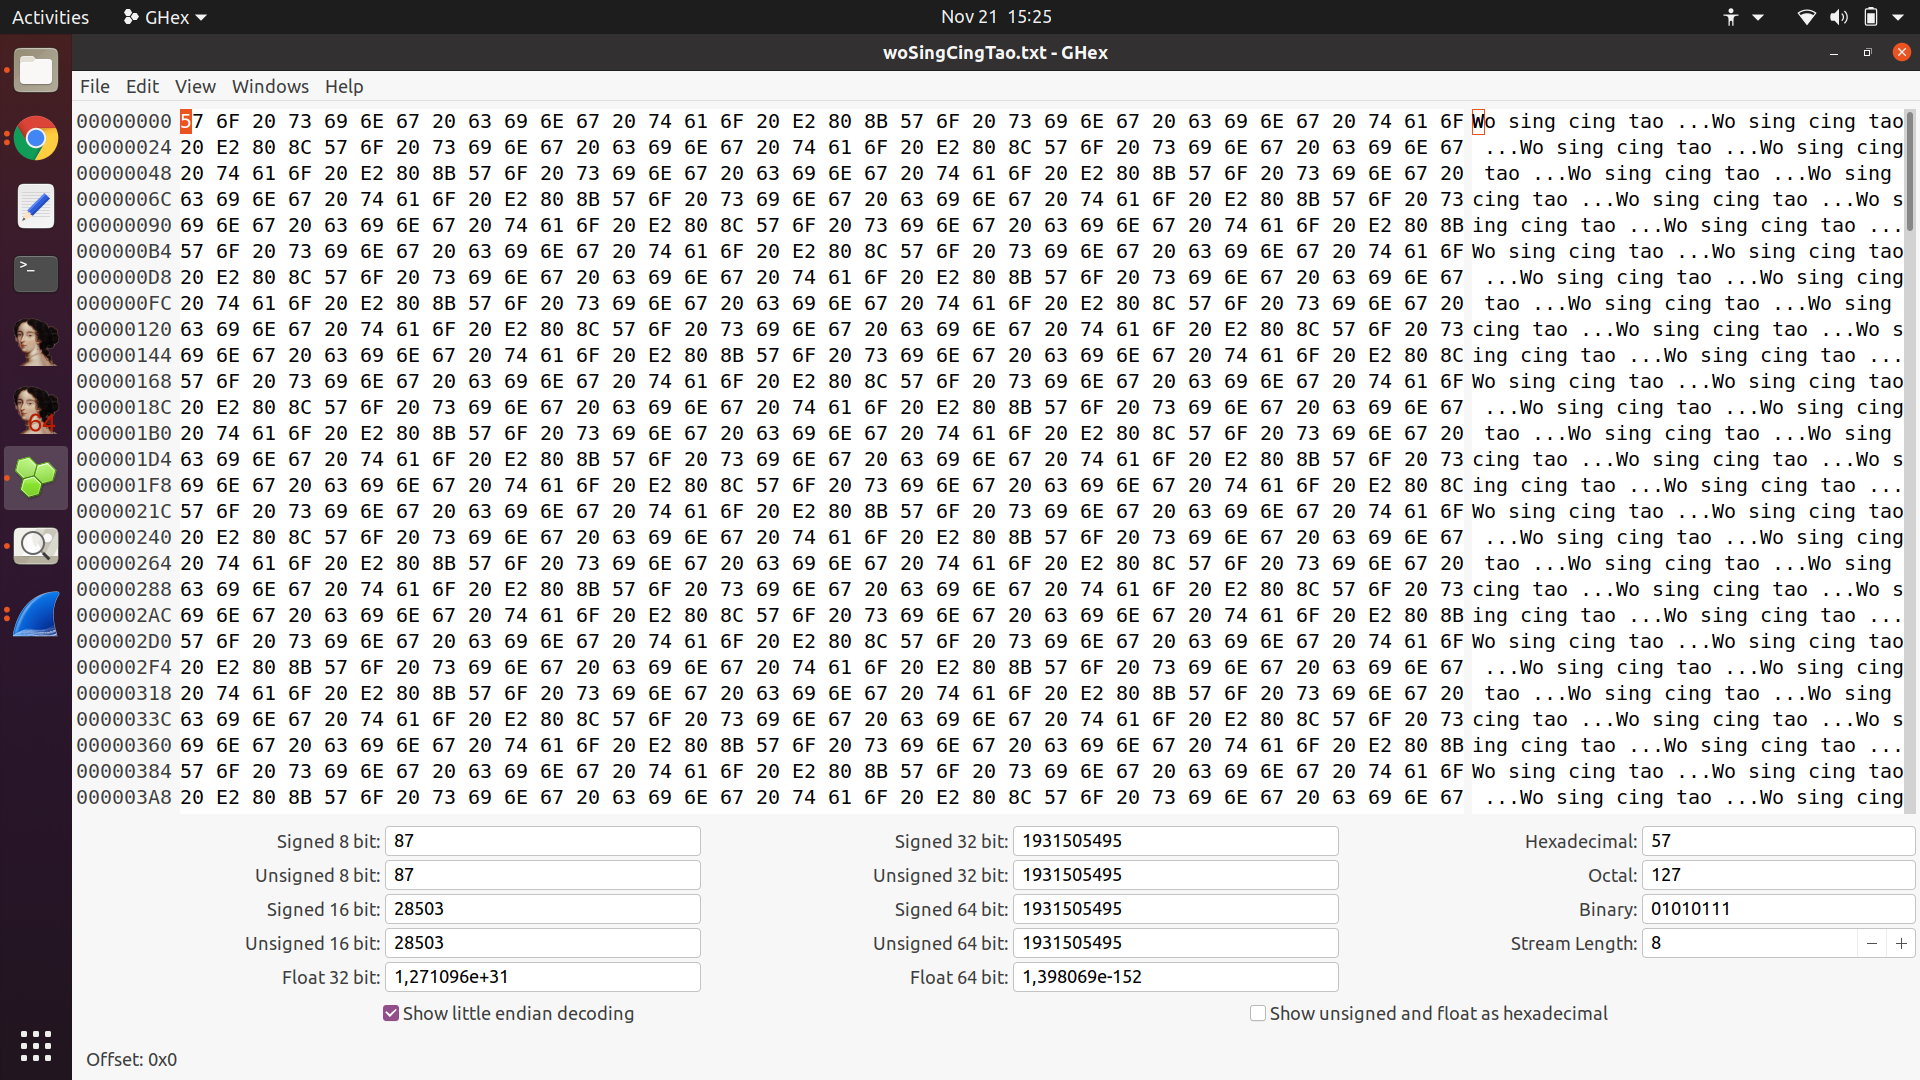 Activities GHex Nov 21 15:25
woSingCingTao.txt - GHex
File Edit View Windows Help
00000000 57 6F 20 73 69 6E 67 20 63 69 6E 67 20 74 61 6F 20 E2 80 8B 57 6F 20 73 69 6E 67 20 63 69 6E 67 20 74 61 6F Wo sing cing tao ...Wo sing cing tao
00000024 20 E2 80 8C 57 6F 20 73 69 6E 67 20 63 69 6E 67 20 74 61 6F 20 E2 80 8C 57 6F 20 73 69 6E 67 20 63 69 6E 67 ...Wo sing cing tao ...Wo sing cing
00000048 20 74 61 6F 20 E2 80 8B 57 6F 20 73 69 6E 67 20 63 69 6E 67 20 74 61 6F 20 E2 80 8B 57 6F 20 73 69 6E 67 20 tao ...Wo sing cing tao ...Wo sing
0000006C 63 69 6E 67 20 74 61 6F 20 E2 80 8B 57 6F 20 73 69 6E 67 20 63 69 6E 67 20 74 61 6F 20 E2 80 8B 57 6F 20 73 cing tao ...Wo sing cing tao ...Wo s
00000090 69 6E 67 20 63 69 6E 67 20 74 61 6F 20 E2 80 8C 57 6F 20 73 69 6E 67 20 63 69 6E 67 20 74 61 6F 20 E2 80 8B ing cing tao ...Wo sing cing tao ...
000000B4 57 6F 20 73 69 6E 67 20 63 69 6E 67 20 74 61 6F 20 E2 80 8C 57 6F 20 73 69 6E 67 20 63 69 6E 67 20 74 61 6F Wo sing cing tao ...Wo sing cing tao
000000D8 20 E2 80 8C 57 6F 20 73 69 6E 67 20 63 69 6E 67 20 74 61 6F 20 E2 80 8B 57 6F 20 73 69 6E 67 20 63 69 6E 67 ...Wo sing cing tao ...Wo sing cing
000000FC 20 74 61 6F 20 E2 80 8B 57 6F 20 73 69 6E 67 20 63 69 6E 67 20 74 61 6F 20 E2 80 8C 57 6F 20 73 69 6E 67 20 tao ...Wo sing cing tao ...Wo sing
00000120 63 69 6E 67 20 74 61 6F 20 E2 80 8C 57 6F 20 73 69 6E 67 20 63 69 6E 67 20 74 61 6F 20 E2 80 8C 57 6F 20 73 cing tao ...Wo sing cing tao ...Wo s
00000144 69 6E 67 20 63 69 6E 67 20 74 61 6F 20 E2 80 8B 57 6F 20 73 69 6E 67 20 63 69 6E 67 20 74 61 6F 20 E2 80 8C ing cing tao ...Wo sing cing tao ...
00000168 57 6F 20 73 69 6E 67 20 63 69 6E 67 20 74 61 6F 20 E2 80 8C 57 6F 20 73 69 6E 67 20 63 69 6E 67 20 74 61 6F Wo sing cing tao ...Wo sing cing tao
0000018C 20 E2 80 8C 57 6F 20 73 69 6E 67 20 63 69 6E 67 20 74 61 6F 20 E2 80 8B 57 6F 20 73 69 6E 67 20 63 69 6E 67 ...Wo sing cing tao ...Wo sing cing
000001B0 20 74 61 6F 20 E2 80 8B 57 6F 20 73 69 6E 67 20 63 69 6E 67 20 74 61 6F 20 E2 80 8C 57 6F 20 73 69 6E 67 20 tao ...Wo sing cing tao ...Wo sing
000001D4 63 69 6E 67 20 74 61 6F 20 E2 80 8B 57 6F 20 73 69 6E 67 20 63 69 6E 67 20 74 61 6F 20 E2 80 8B 57 6F 20 73 cing tao ...Wo sing cing tao ...Wo s
000001F8 69 6E 67 20 63 69 6E 67 20 74 61 6F 20 E2 80 8C 57 6F 20 73 69 6E 67 20 63 69 6E 67 20 74 61 6F 20 E2 80 8C ing cing tao ...Wo sing cing tao ...
0000021C 57 6F 20 73 69 6E 67 20 63 69 6E 67 20 74 61 6F 20 E2 80 8B 57 6F 20 73 69 6E 67 20 63 69 6E 67 20 74 61 6F Wo sing cing tao ...Wo sing cing tao
00000240 20 E2 80 8C 57 6F 20 73 69 6E 67 20 63 69 6E 67 20 74 61 6F 20 E2 80 8B 57 6F 20 73 69 6E 67 20 63 69 6E 67 ...Wo sing cing tao ...Wo sing cing
00000264 20 74 61 6F 20 E2 80 8B 57 6F 20 73 69 6E 67 20 63 69 6E 67 20 74 61 6F 20 E2 80 8C 57 6F 20 73 69 6E 67 20 tao ...Wo sing cing tao ...Wo sing
00000288 63 69 6E 67 20 74 61 6F 20 E2 80 8B 57 6F 20 73 69 6E 67 20 63 69 6E 67 20 74 61 6F 20 E2 80 8C 57 6F 20 73 cing tao ...Wo sing cing tao ...Wo s
000002AC 69 6E 67 20 63 69 6E 67 20 74 61 6F 20 E2 80 8C 57 6F 20 73 69 6E 67 20 63 69 6E 67 20 74 61 6F 20 E2 80 8B ing cing tao ...Wo sing cing tao ...
000002D0 57 6F 20 73 69 6E 67 20 63 69 6E 67 20 74 61 6F 20 E2 80 8C 57 6F 20 73 69 6E 67 20 63 69 6E 67 20 74 61 6F Wo sing cing tao ...Wo sing cing tao
000002F4 20 E2 80 8B 57 6F 20 73 69 6E 67 20 63 69 6E 67 20 74 61 6F 20 E2 80 8B 57 6F 20 73 69 6E 67 20 63 69 6E 67 ...Wo sing cing tao ...Wo sing cing
00000318 20 74 61 6F 20 E2 80 8B 57 6F 20 73 69 6E 67 20 63 69 6E 67 20 74 61 6F 20 E2 80 8B 57 6F 20 73 69 6E 67 20 tao ...Wo sing cing tao ...Wo sing
0000033C 63 69 6E 67 20 74 61 6F 20 E2 80 8C 57 6F 20 73 69 6E 67 20 63 69 6E 67 20 74 61 6F 20 E2 80 8C 57 6F 20 73 cing tao ...Wo sing cing tao ...Wo s
00000360 69 6E 67 20 63 69 6E 67 20 74 61 6F 20 E2 80 8B 57 6F 20 73 69 6E 67 20 63 69 6E 67 20 74 61 6F 20 E2 80 8B ing cing tao ...Wo sing cing tao ...
00000384 57 6F 20 73 69 6E 67 20 63 69 6E 67 20 74 61 6F 20 E2 80 8B 57 6F 20 73 69 6E 67 20 63 69 6E 67 20 74 61 6F Wo sing cing tao ...Wo sing cing tao
000003A8 20 E2 80 8B 57 6F 20 73 69 6E 67 20 63 69 6E 67 20 74 61 6F 20 E2 80 8C 57 6F 20 73 69 6E 67 20 63 69 6E 67 ...Wo sing cing tao ...Wo sing cing
Signed 8 bit: 87 Signed 32 bit: 1931505495 Hexadecimal: 57
Unsigned 8 bit: 87 Unsigned 32 bit: 1931505495 Octal: 127
Signed 16 bit: 28503 Signed 64 bit: 1931505495 Binary: 01010111
Unsigned 16 bit: 28503 Unsigned 64 bit: 1931505495 Stream Length: 8 − +
Float 32 bit: 1,271096e+31 Float 64 bit: 1,398069e-152
Show little endian decoding Show unsigned and float as hexadecimal
Offset: 0x0
>_
64